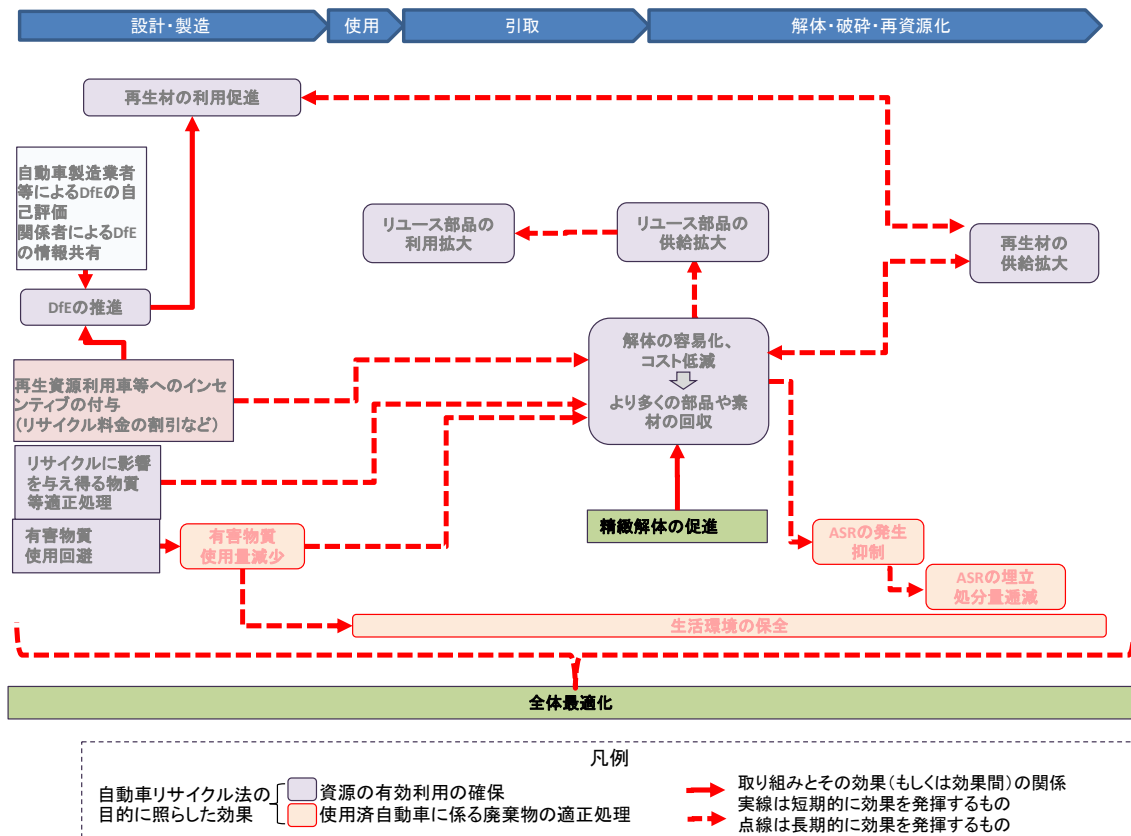 設計・製造
使用
引取
解体・破砕・再資源化
再生材の利用促進
自動車製造業者
等によるDfEの自
己評価
関係者によるDfE
の情報共有
リユース部品の
利用拡大
リユース部品の
供給拡大
再生材の
供給拡大
DfEの推進
解体の容易化、
コスト低減
より多くの部品や素
材の回収
再生資源利用車等へのインセ
ンティブの付与
(リサイクル料金の割引など)
リサイクルに影響
を与え得る物質
等適正処理
有害物質
使用回避
有害物質
使用量減少
精緻解体の促進
ASRの発生
抑制
ASRの埋立
処分量逓減
生活環境の保全
全体最適化
凡例
自動車リサイクル法の
目的に照らした効果
資源の有効利用の確保
使用済自動車に係る廃棄物の適正処理
取り組みとその効果(もしくは効果間)の関係
実線は短期的に効果を発揮するもの
点線は長期的に効果を発揮するもの